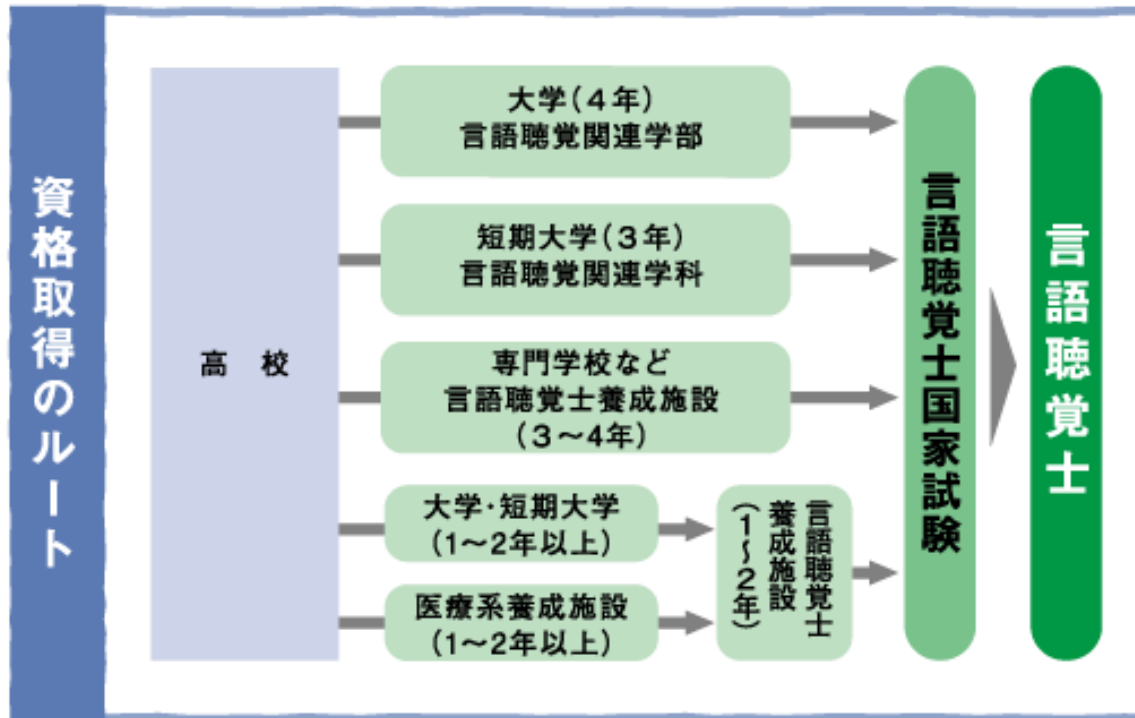 資格取得のルート
高校
大学(4年)
言語聴覚関連学部
短期大学(3年)
言語聴覚関連学科
専門学校など
言語聴覚士養成施設
(3～4年)
大学･短期大学
(1～2年以上)
医療系養成施設
(1～2年以上)
言語聴覚士
養成施設
(1～2年)
言語聴覚士国家試験
言語聴覚士